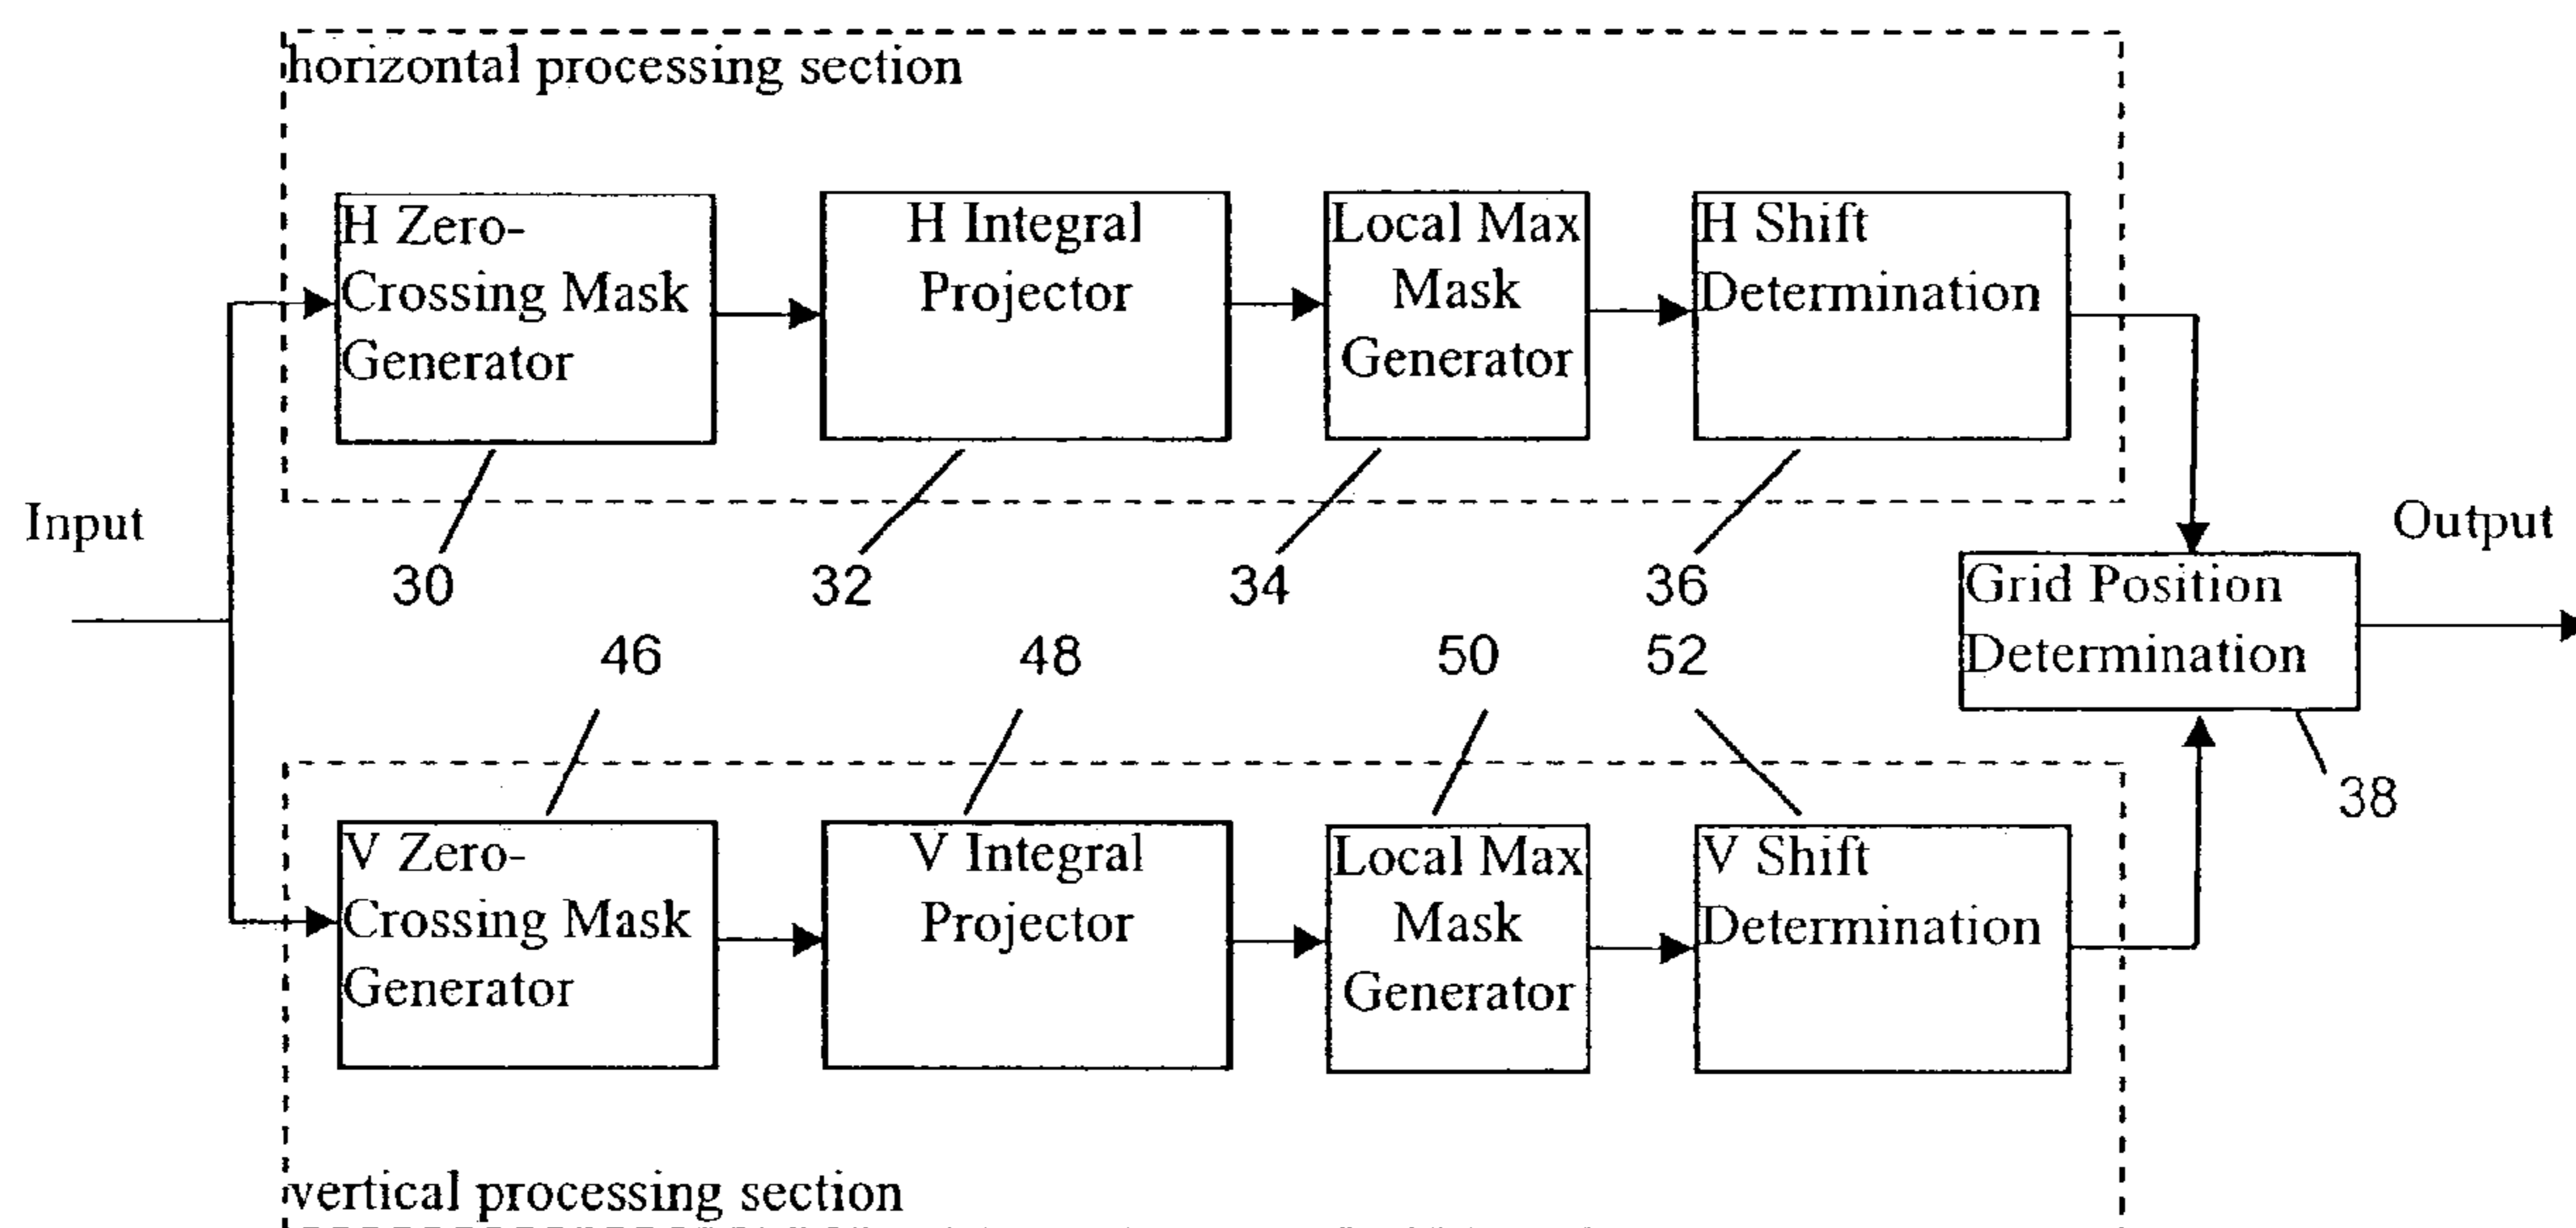 horizontal processing section
H Zero-
Crossing Mask
Generator
H Integral
Projector
Local Max
Mask
Generator
H Shift
Determination
Input
Output
30
32
34
36
Grid Position
Determination
46
48
50
52
38
V Zero-
Crossing Mask
Generator
V Integral
Projector
Local Max
Mask
Generator
V Shift
Determination
vertical processing section